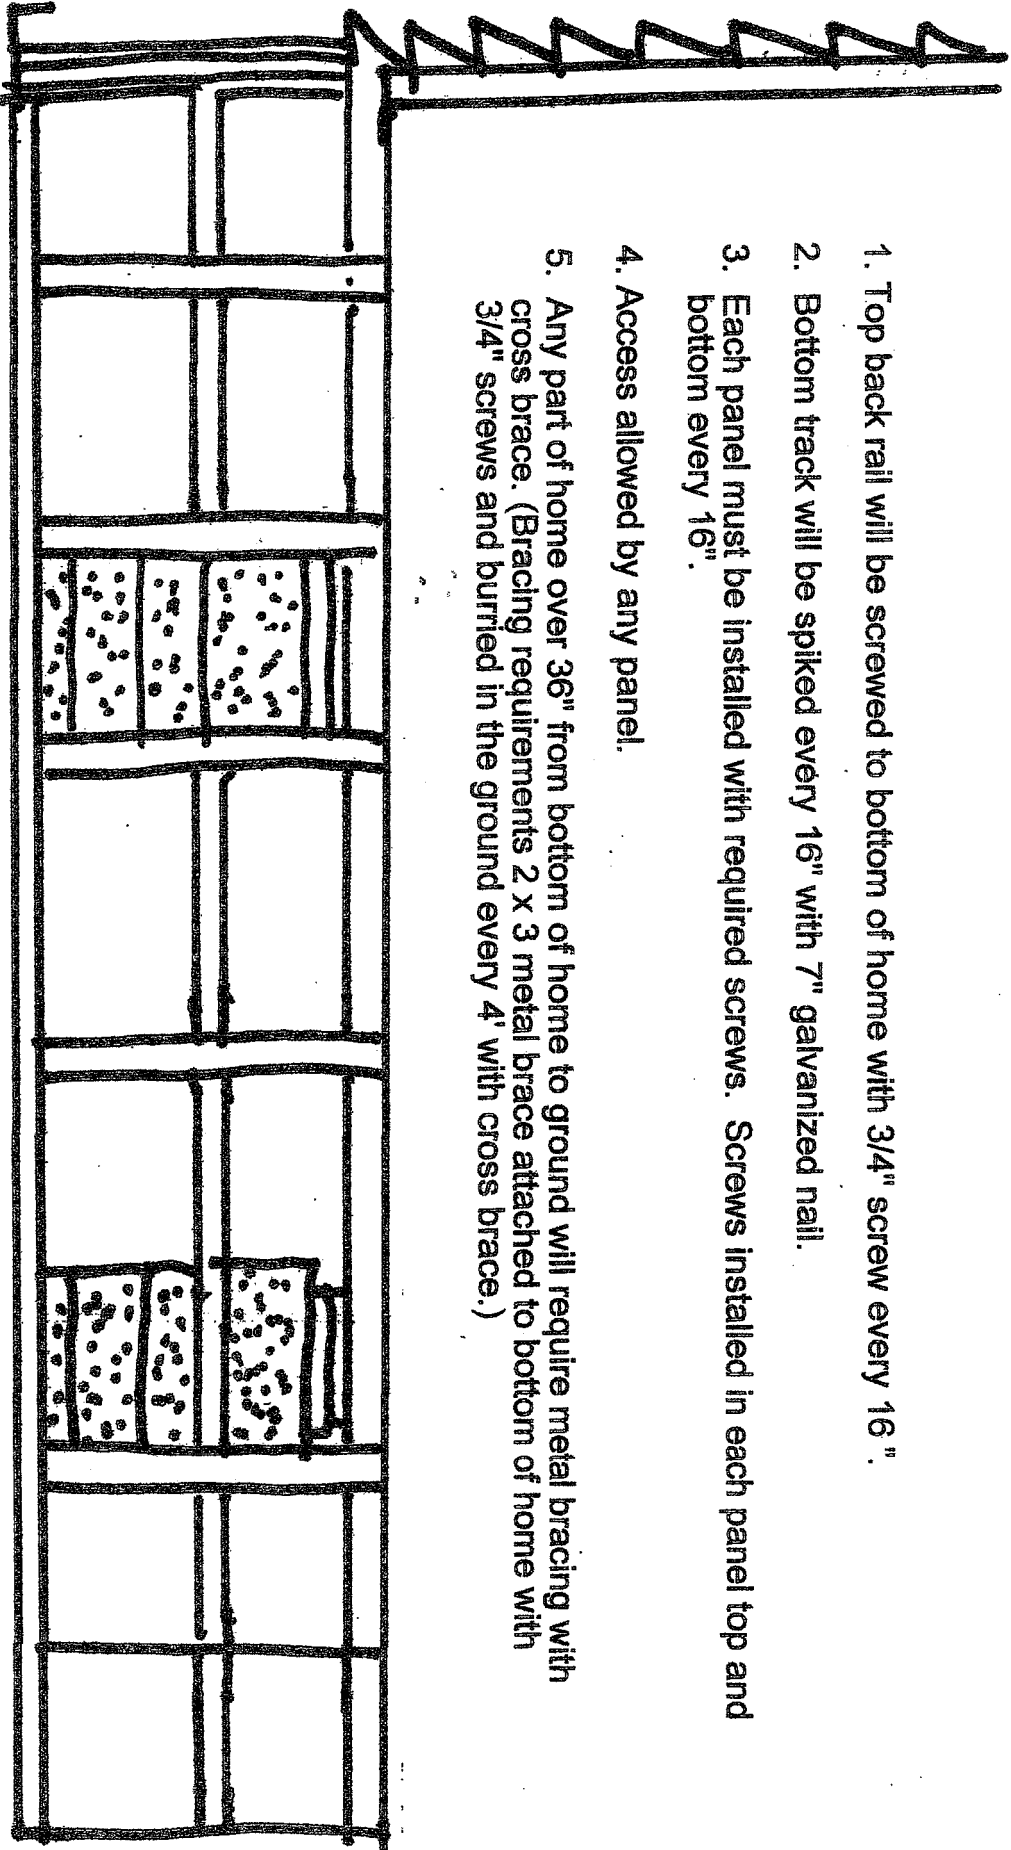 1. Top back rail will be screwed to bottom of home with 3/4" screw every 16".
2. Bottom track will be spiked every 16" with 7" galvanized nail.
3. Each panel must be installed with required screws. Screws installed in each panel top and
bottom every 16".
4. Access allowed by any panel.
5. Any part of home over 36" from bottom of home to ground will require metal bracing with
cross brace. (Bracing requirements 2 x 3 metal brace attached to bottom of home with
3/4" screws and burried in the ground every 4' with cross brace.)